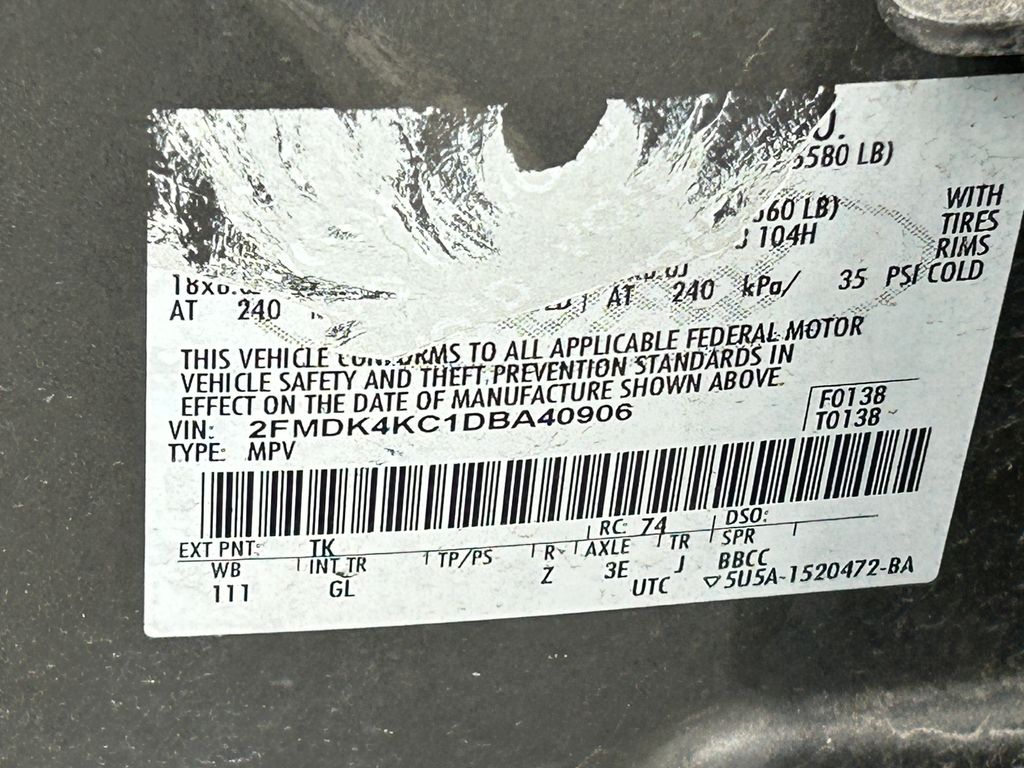 O.
6580 LB)
WITH
560 LB) TIRES
104H RIMS
AT 240 AT 240 kPa/ 35 PSI COLD
THIS VEHICLE CONFORMS TO ALL APPLICABLE FEDERAL MOTOR
VEHICLE SAFETY AND THEFT PREVENTION STANDARDS IN
EFFECT ON THE DATE OF MANUFACTURE SHOWN ABOVE.
VIN: 2FMDK4KC1DBA40906
F0138
TYPE: MPV T0138
RC: 74 DSO:
EXT PNT: TK
WB INT TR TP/PS R AXLE TR SPR
111 GL Z 3E J BBCC
UTC ▽5U5A-1520472-BA